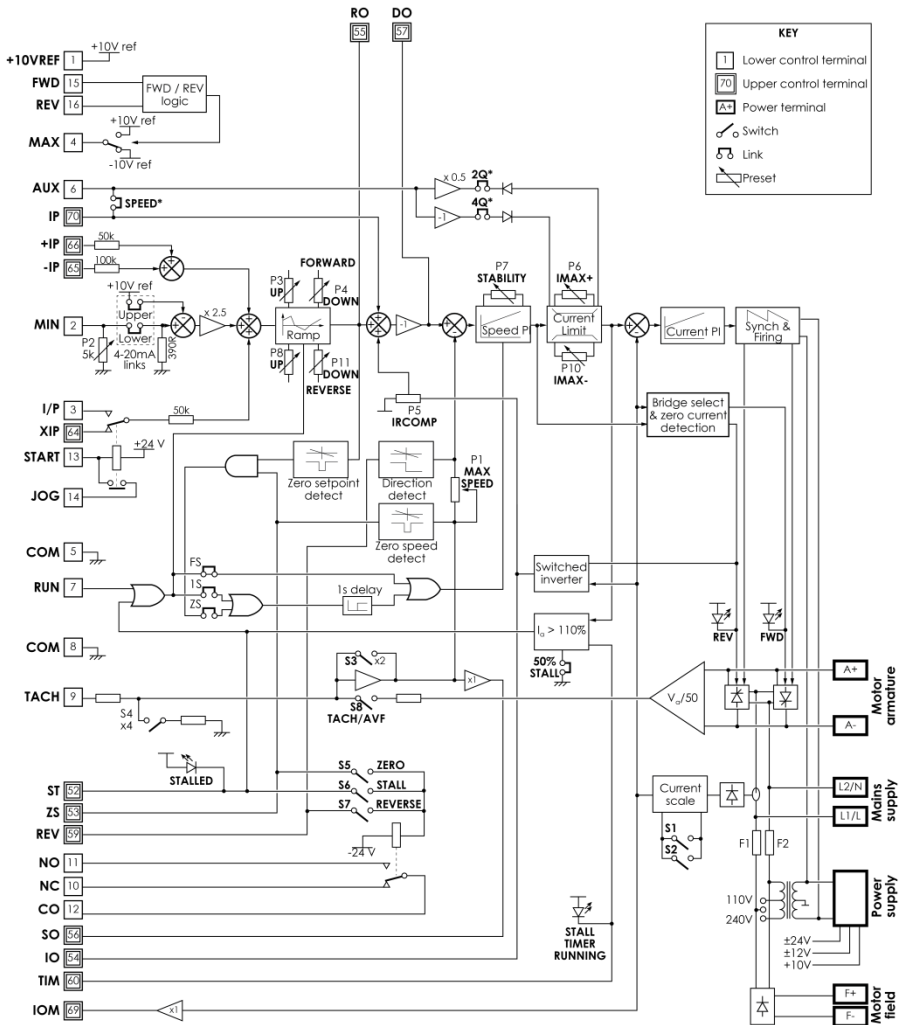 RO
55
DO
57
KEY
1 Lower control terminal
70 Upper control terminal
A+ Power terminal
Switch
Link
Preset
+10VREF 1
+10V ref
FWD 15
REV 16
FWD / REV
logic
MAX 4
+10V ref
-10V ref
AUX 6
SPEED*
IP 70
x 0.5
2Q*
-1
4Q*
+IP 66
50k
-IP 65
100k
MIN 2
+10V ref
Upper
Lower
P2
5k
4-20mA
links
390k
x 2.5
FORWARD
P3
UP
P4
DOWN
Ramp
P8
UP
P11
DOWN
REVERSE
-1
P7
STABILITY
Speed PI
P6
IMAX+
Current
Limit
P10
IMAX-
Current PI
Synch &
Firing
I/P 3
XIP 64
50k
START 13
+24 V
JOG 14
P5
IRCOMP
Bridge select
& zero current
detection
Zero setpoint
detect
Direction
detect
P1
MAX
SPEED
Zero speed
detect
COM 5
RUN 7
FS
1S
ZS
1s delay
Switched
inverter
Ia > 110%
50%
STALL
REV
FWD
COM 8
TACH 9
S4
x4
S3
x2
S8
TACH/AVF
x1
Va/50
A+
A-
Motor
armature
STALLED
ST 52
ZS 53
REV 59
S5 ZERO
S6 STALL
S7 REVERSE
-24 V
Current
scale
S1
S2
L2/N
L1/L
Mains
supply
F1
F2
NO 11
NC 10
CO 12
SO 56
IO 54
TIM 60
IOM 69
x1
STALL
TIMER
RUNNING
110V
240V
Power
supply
±24V
±12V
+10V
F+
F-
Motor
field